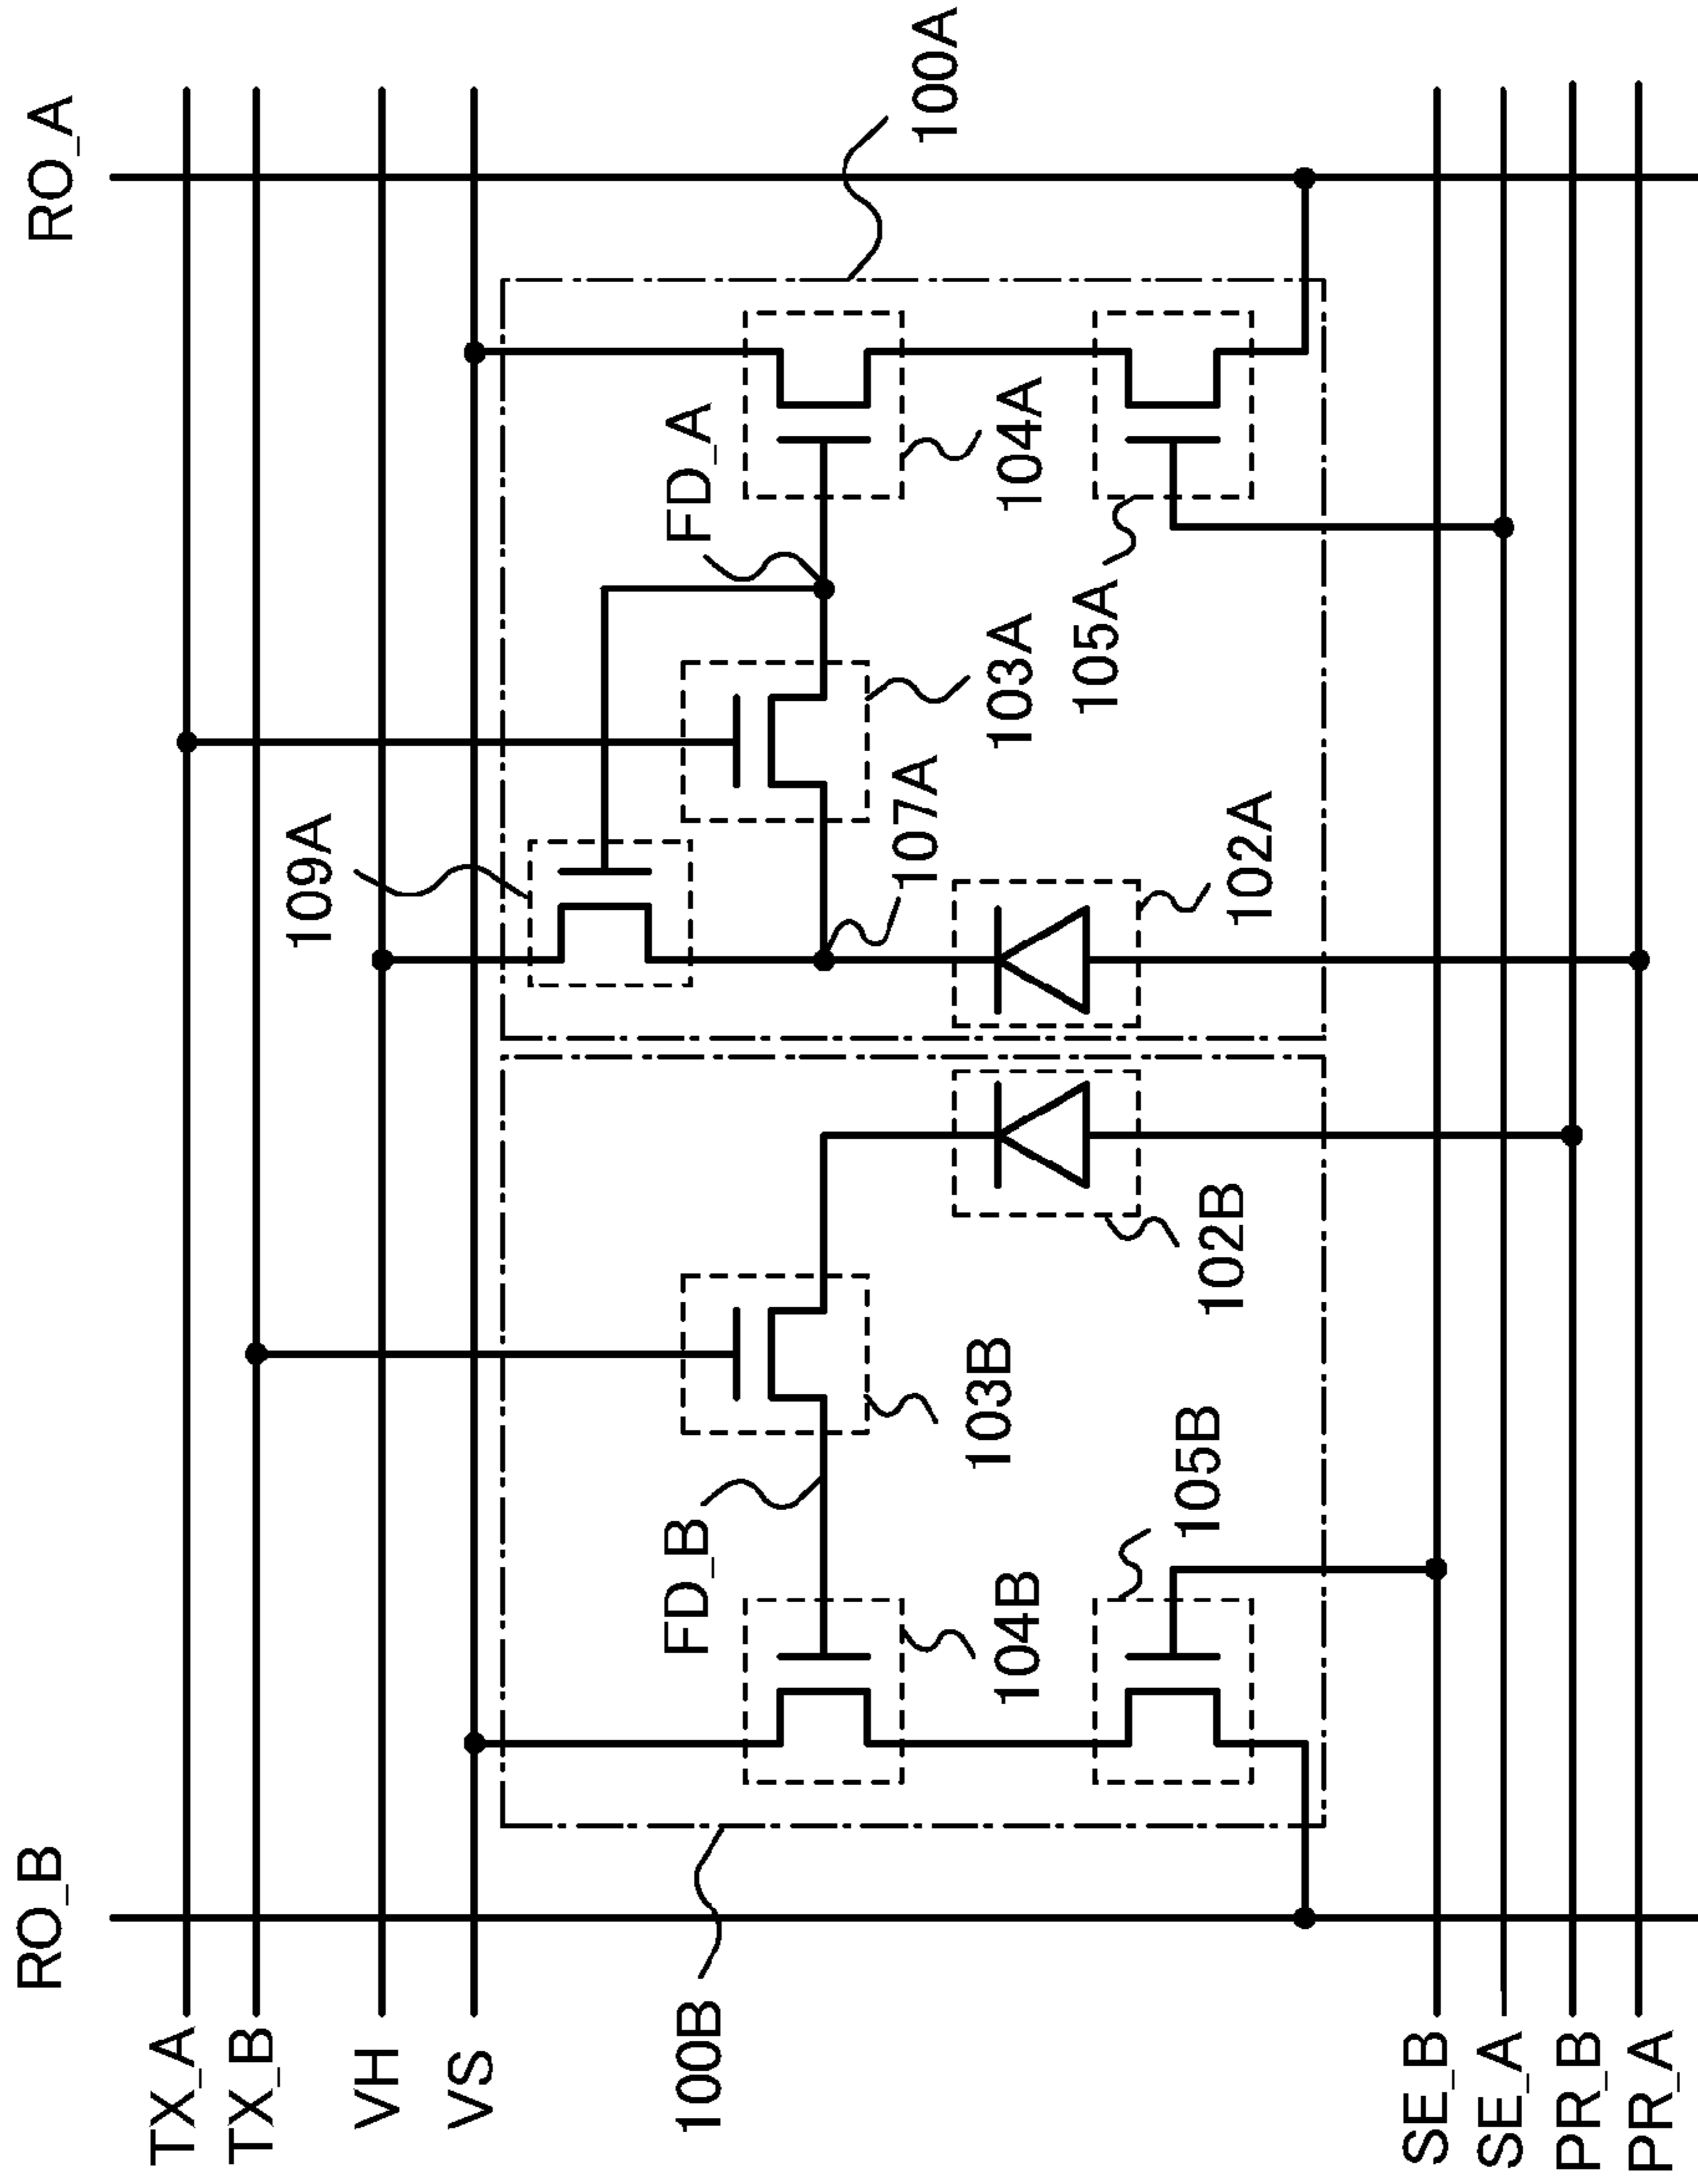 RO_B
RO_A
TX_A
TX_B
VH
VS
109A
FD_B
FD_A
100B
107A
100A
103B
103A
104B
104A
105B
105A
102B
102A
SE_B
SE_A
PR_B
PR_A